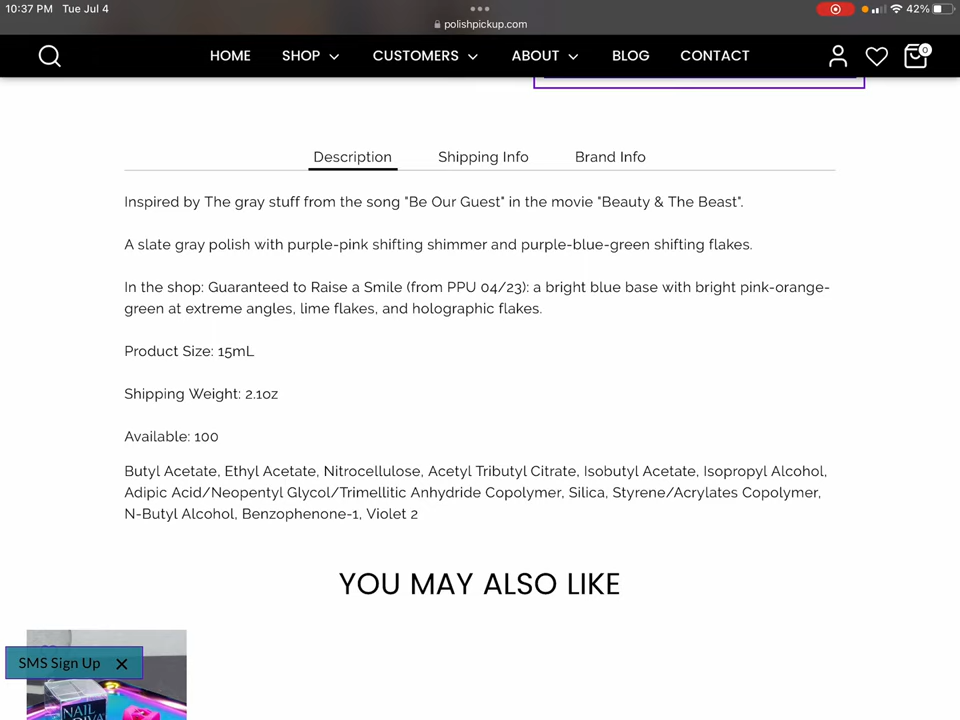 10:37 PM Tue Jul 4
42%
polishpickup.com
HOME SHOP CUSTOMERS ABOUT BLOG CONTACT
0
Description Shipping Info Brand Info
Inspired by The gray stuff from the song "Be Our Guest" in the movie "Beauty & The Beast".
A slate gray polish with purple-pink shifting shimmer and purple-blue-green shifting flakes.
In the shop: Guaranteed to Raise a Smile (from PPU 04/23): a bright blue base with bright pink-orange-
green at extreme angles, lime flakes, and holographic flakes.
Product Size: 15mL
Shipping Weight: 2.1oz
Available: 100
Butyl Acetate, Ethyl Acetate, Nitrocellulose, Acetyl Tributyl Citrate, Isobutyl Acetate, Isopropyl Alcohol,
Adipic Acid/Neopentyl Glycol/Trimellitic Anhydride Copolymer, Silica, Styrene/Acrylates Copolymer,
N-Butyl Alcohol, Benzophenone-1, Violet 2
YOU MAY ALSO LIKE
SMS Sign Up
NAIL